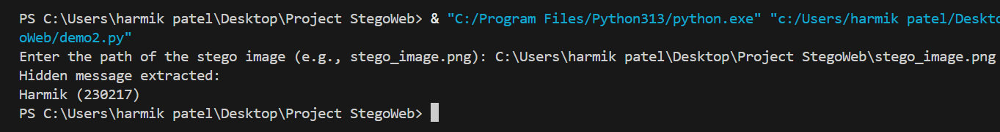 PS C:\Users\harmik patel\Desktop\Project StegoWeb> & "C:/Program Files/Python313/python.exe" "c:/Users/harmik patel/Deskto
oWeb/demo2.py"
Enter the path of the stego image (e.g., stego_image.png): C:\Users\harmik patel\Desktop\Project StegoWeb\stego_image.png
Hidden message extracted:
Harmik (230217)
PS C:\Users\harmik patel\Desktop\Project StegoWeb>